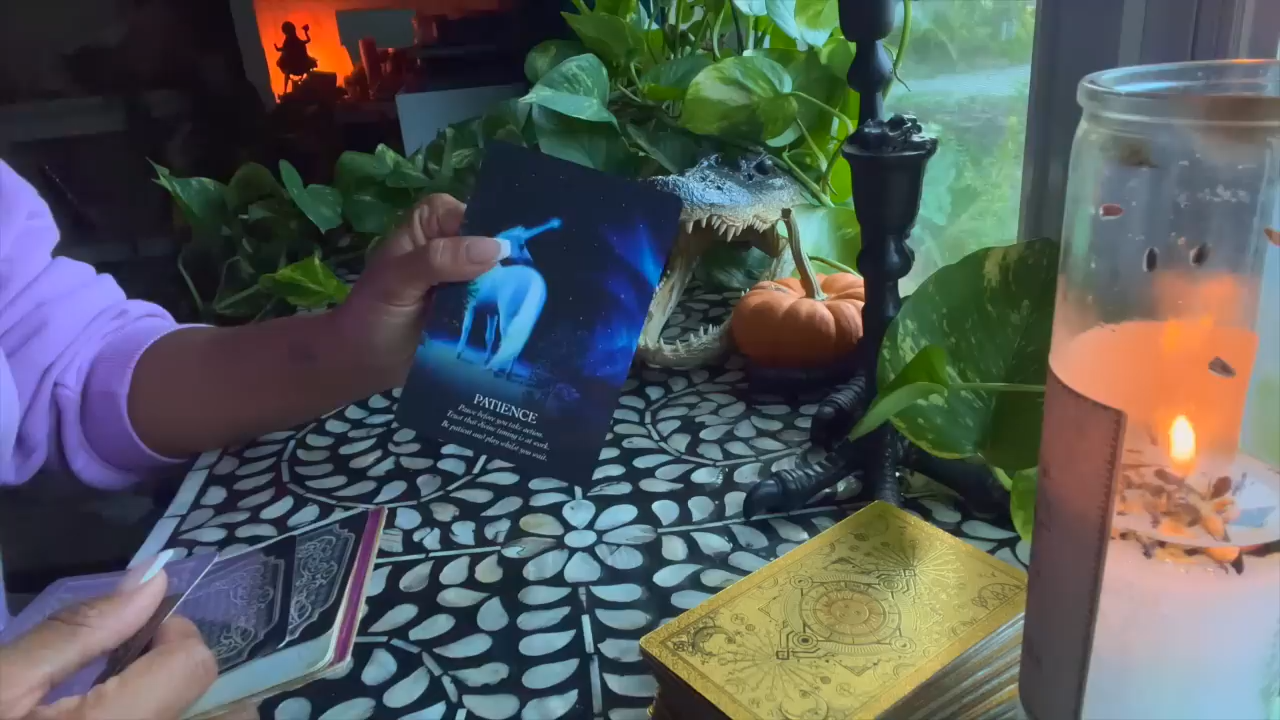 PATIENCE
Pause before you take action.
Trust that divine timing is at work.
Be patient and play whilst you wait.